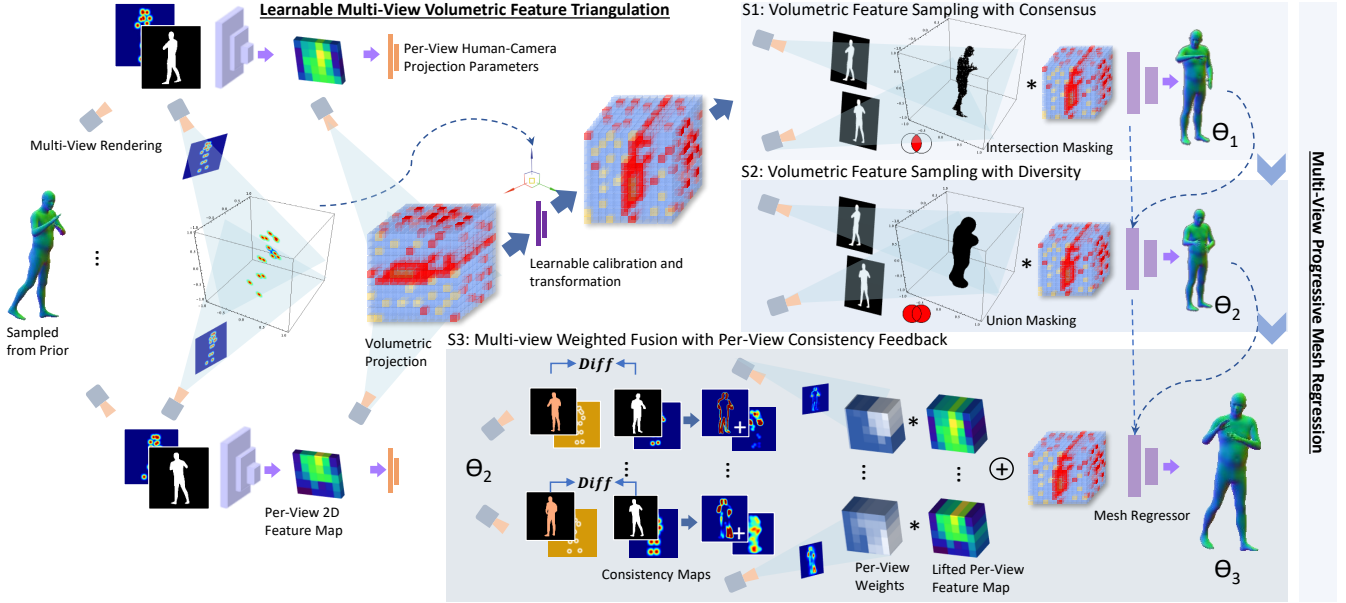 Learnable Multi-View Volumetric Feature Triangulation
Per-View Human-Camera
Projection Parameters
Multi-View Rendering
...
Sampled
from Prior
Volumetric
Projection
Learnable calibration and
transformation
Per-View 2D
Feature Map
S1: Volumetric Feature Sampling with Consensus
*
Intersection Masking
Θ1
S2: Volumetric Feature Sampling with Diversity
*
Union Masking
Θ2
S3: Multi-view Weighted Fusion with Per-View Consistency Feedback
Diff
+
*
Θ2
...
...
...
...
+
Diff
+
*
Consistency Maps
Per-View
Weights
Lifted Per-View
Feature Map
Mesh Regressor
Θ3
Multi-View Progressive Mesh Regression